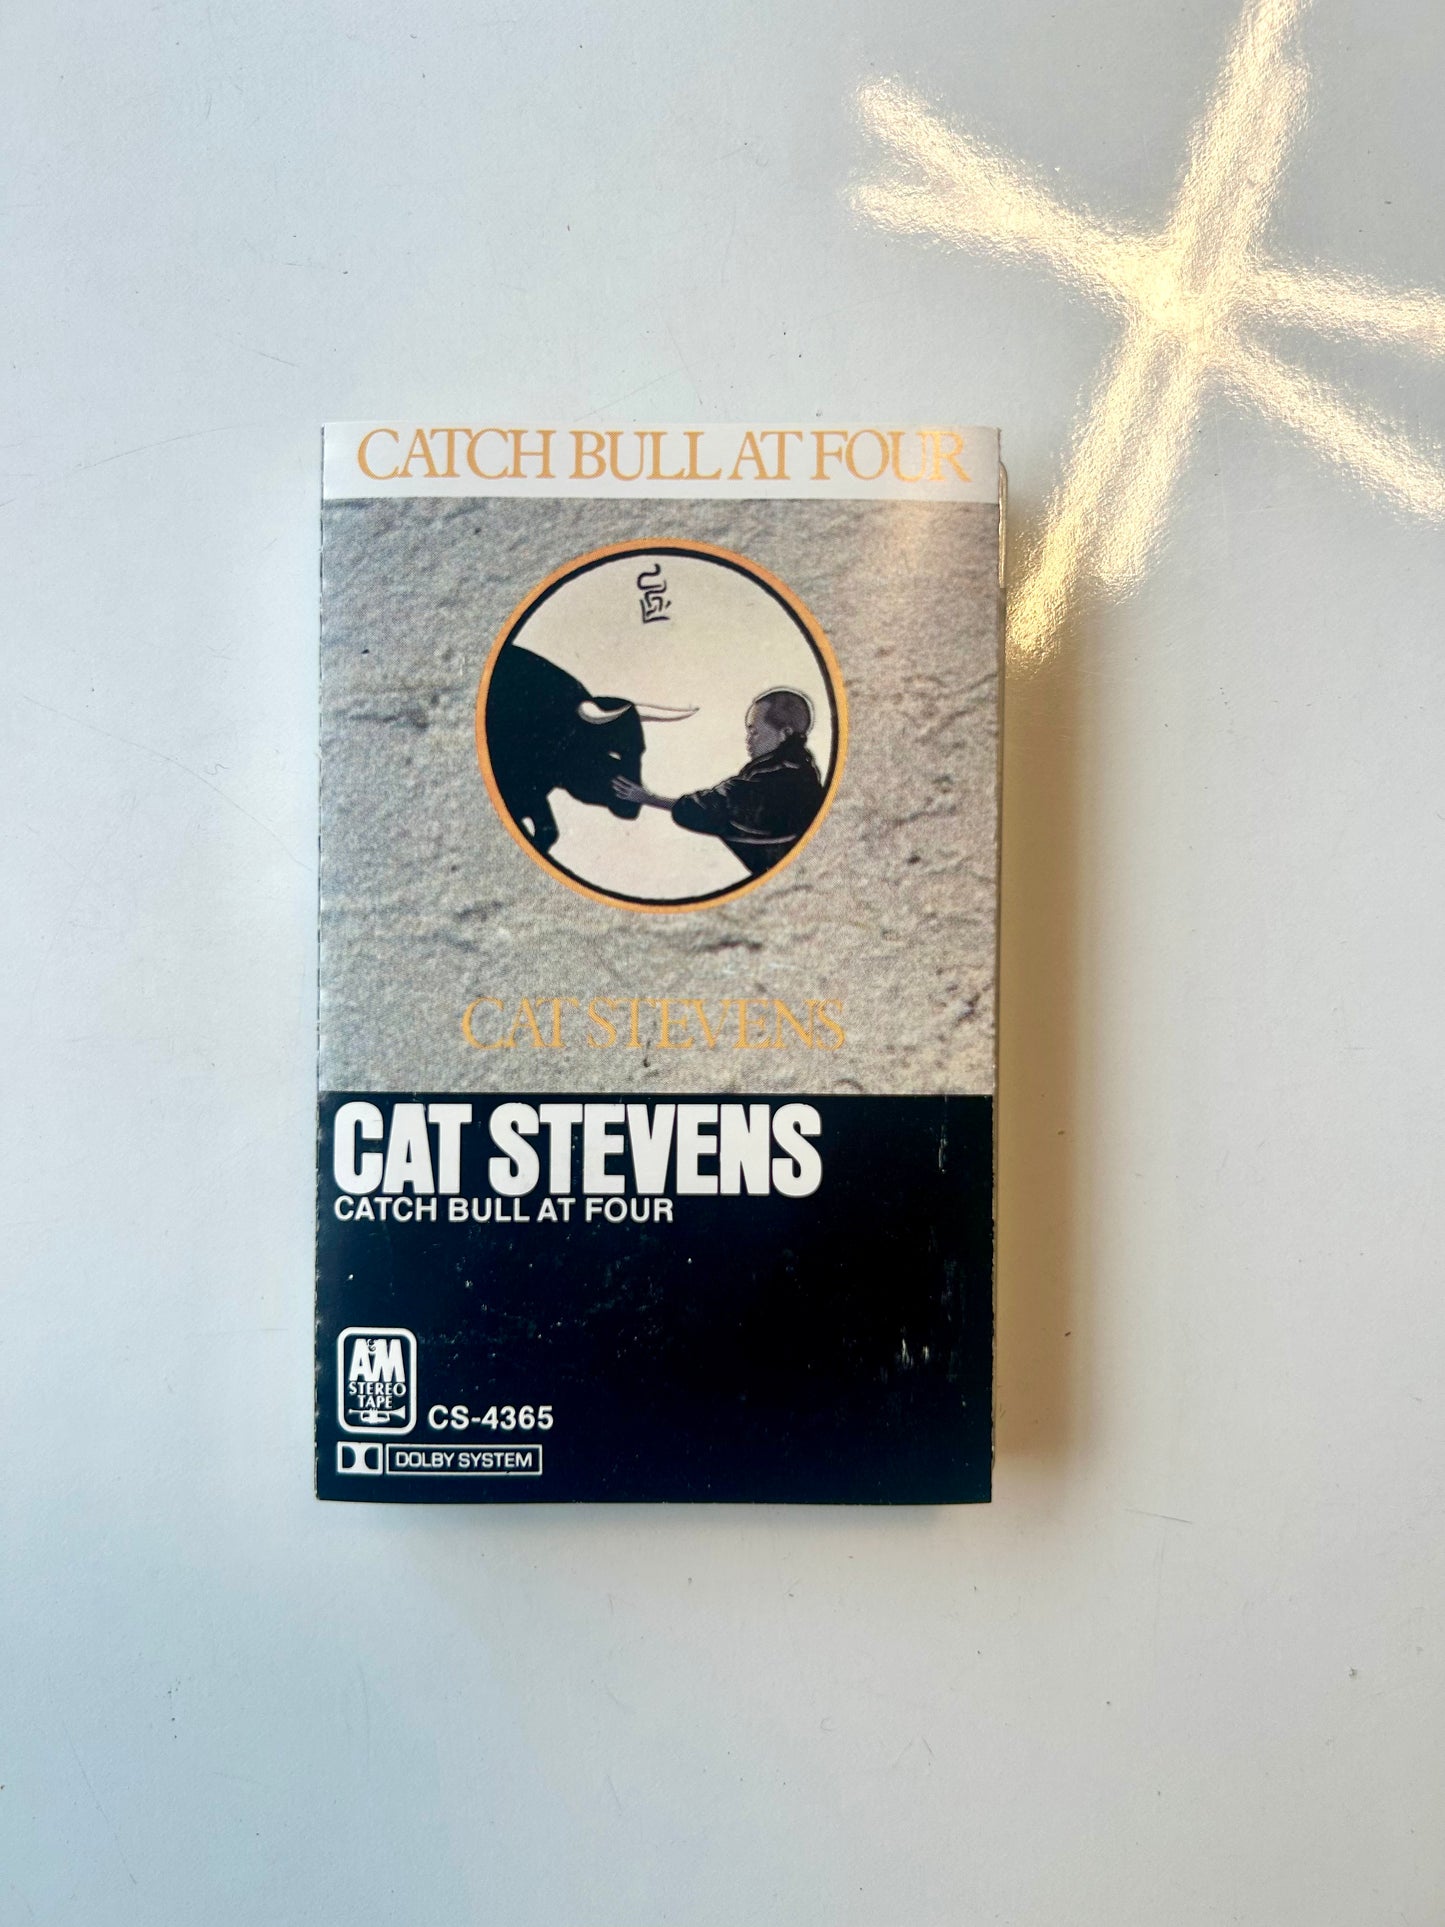 CATCH BULL AT FOUR
CAT STEVENS
CAT STEVENS
CATCH BULL AT FOUR
A&M
STEREO
TAPE
CS-4365
DOLBY SYSTEM